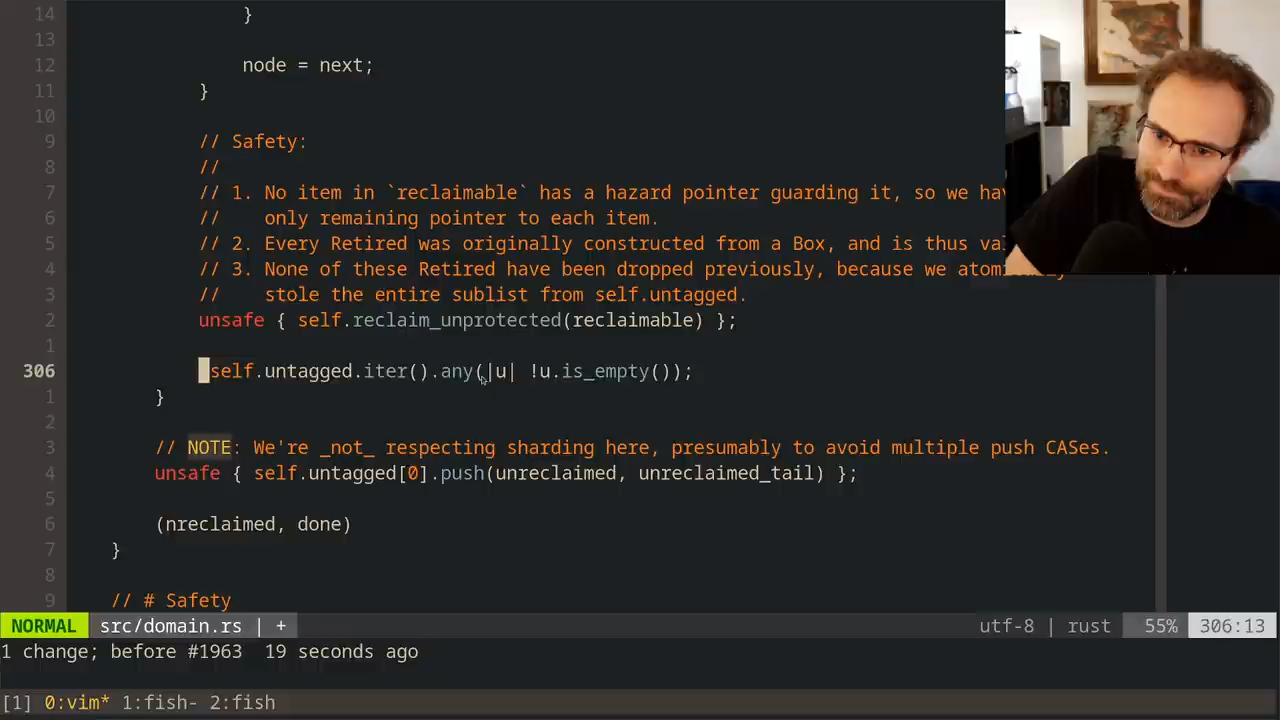 14 }
13
12 node = next;
11 }
10
9 // Safety:
8 //
7 // 1. No item in `reclaimable` has a hazard pointer guarding it, so we
6 // only remaining pointer to each item.
5 // 2. Every Retired was originally constructed from a Box, and is thus
4 // 3. None of these Retired have been dropped previously, because we
3 // stole the entire sublist from self.untagged.
2 unsafe { self.reclaim_unprotected(reclaimable) };
1
306 self.untagged.iter().any(|u| !u.is_empty());
1 }
2
3 // NOTE: We're _not_ respecting sharding here, presumably to avoid multiple push CASes.
4 unsafe { self.untagged[0].push(unreclaimed, unreclaimed_tail) };
5
6 (nreclaimed, done)
7 }
8
9 // # Safety
NORMAL src/domain.rs | + utf-8 | rust 55% 306:13
1 change; before #1963 19 seconds ago
[1] 0:vim* 1:fish- 2:fish